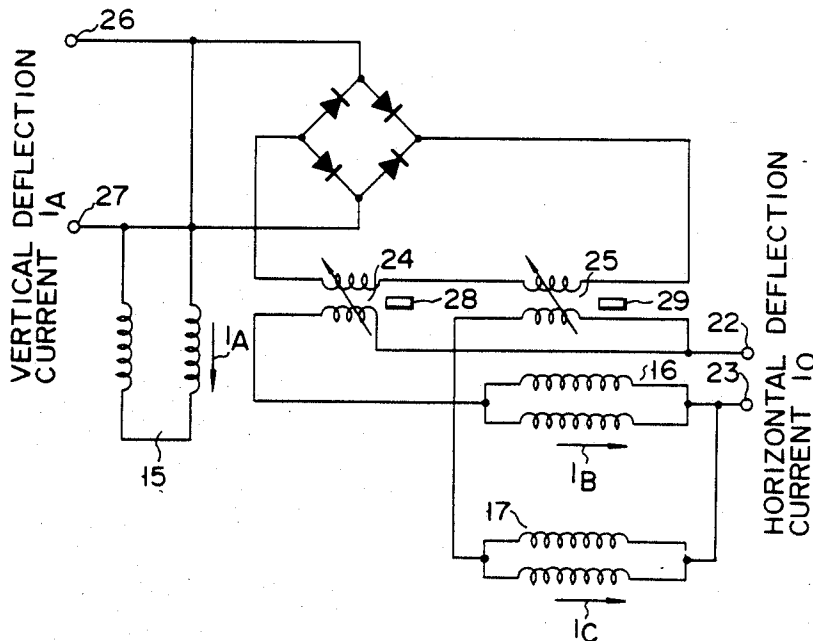 26
27
VERTICAL DEFLECTION
CURRENT IA
24
25
28
29
22
23
IA
15
16
IB
17
IC
HORIZONTAL DEFLECTION
CURRENT IO